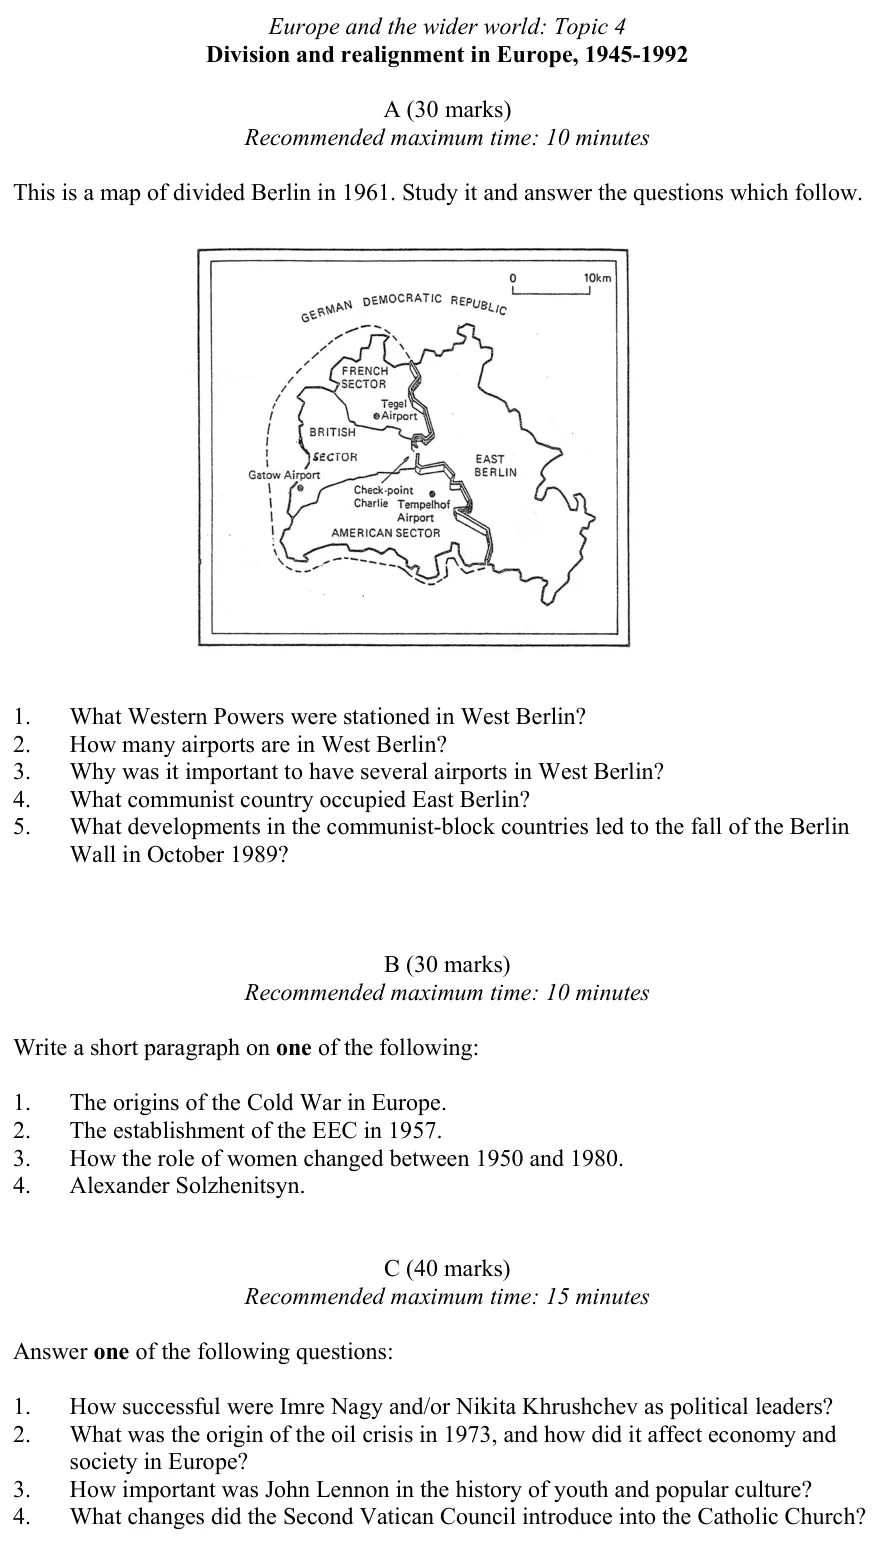 Europe and the wider world: Topic 4
Division and realignment in Europe, 1945-1992
A (30 marks)
Recommended maximum time: 10 minutes
This is a map of divided Berlin in 1961. Study it and answer the questions which follow.
0 10km
GERMAN DEMOCRATIC REPUBLIC
FRENCH
SECTOR
Tegel
Airport
BRITISH
SECTOR
EAST
BERLIN
Gatow Airport
Check-point
Charlie
Tempelhof
Airport
AMERICAN SECTOR
1. What Western Powers were stationed in West Berlin?
2. How many airports are in West Berlin?
3. Why was it important to have several airports in West Berlin?
4. What communist country occupied East Berlin?
5. What developments in the communist-block countries led to the fall of the Berlin
Wall in October 1989?
B (30 marks)
Recommended maximum time: 10 minutes
Write a short paragraph on one of the following:
1. The origins of the Cold War in Europe.
2. The establishment of the EEC in 1957.
3. How the role of women changed between 1950 and 1980.
4. Alexander Solzhenitsyn.
C (40 marks)
Recommended maximum time: 15 minutes
Answer one of the following questions:
1. How successful were Imre Nagy and/or Nikita Khrushchev as political leaders?
2. What was the origin of the oil crisis in 1973, and how did it affect economy and
society in Europe?
3. How important was John Lennon in the history of youth and popular culture?
4. What changes did the Second Vatican Council introduce into the Catholic Church?